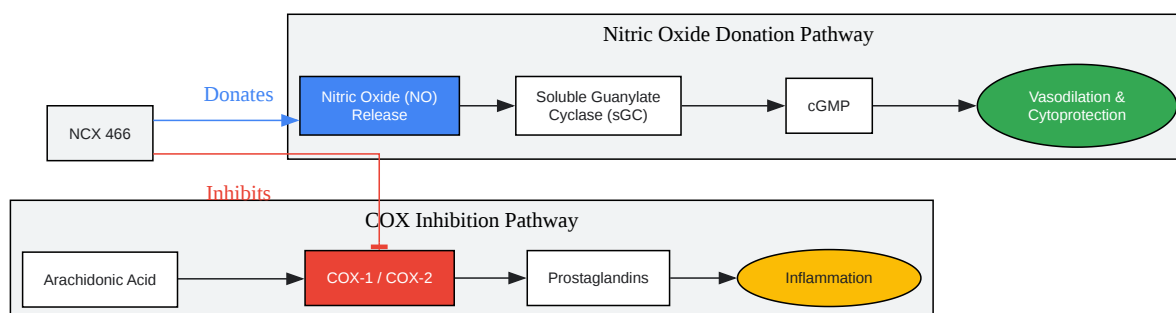 Nitric Oxide Donation Pathway
Donates
Nitric Oxide (NO)
Release
Soluble Guanylate
Cyclase (sGC)
cGMP
Vasodilation &
Cytoprotection
NCX 466
Inhibits
COX Inhibition Pathway
Arachidonic Acid
COX-1 / COX-2
Prostaglandins
Inflammation